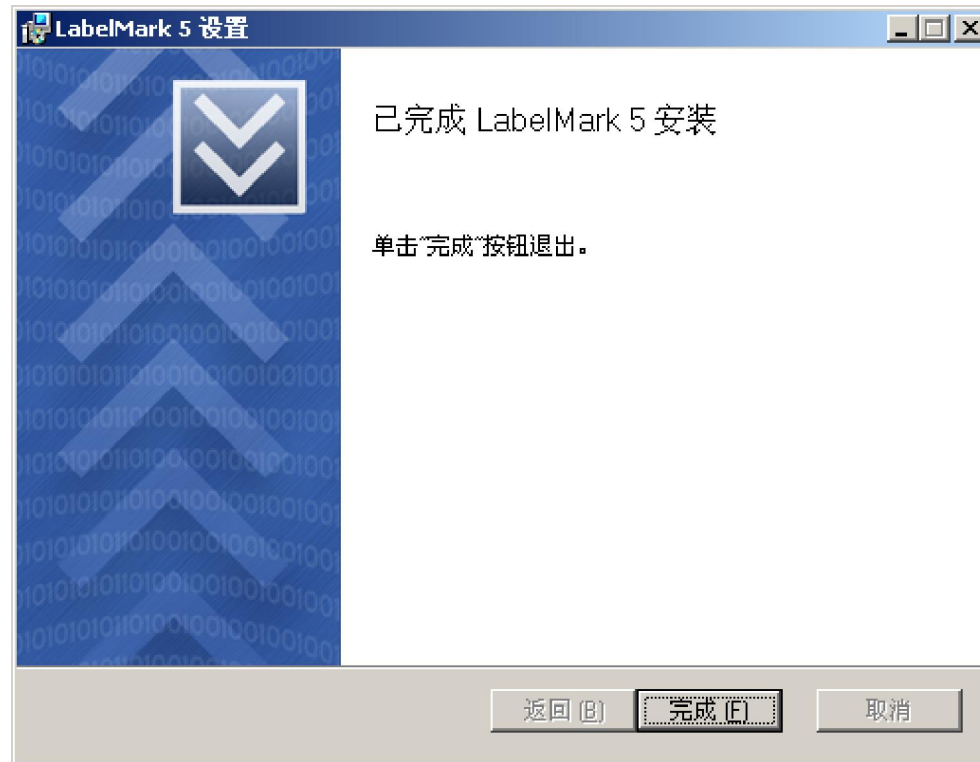 LabelMark 5 设置
已完成 LabelMark 5 安装
单击“完成”按钮退出。
返回 (B)
完成 (F)
取消